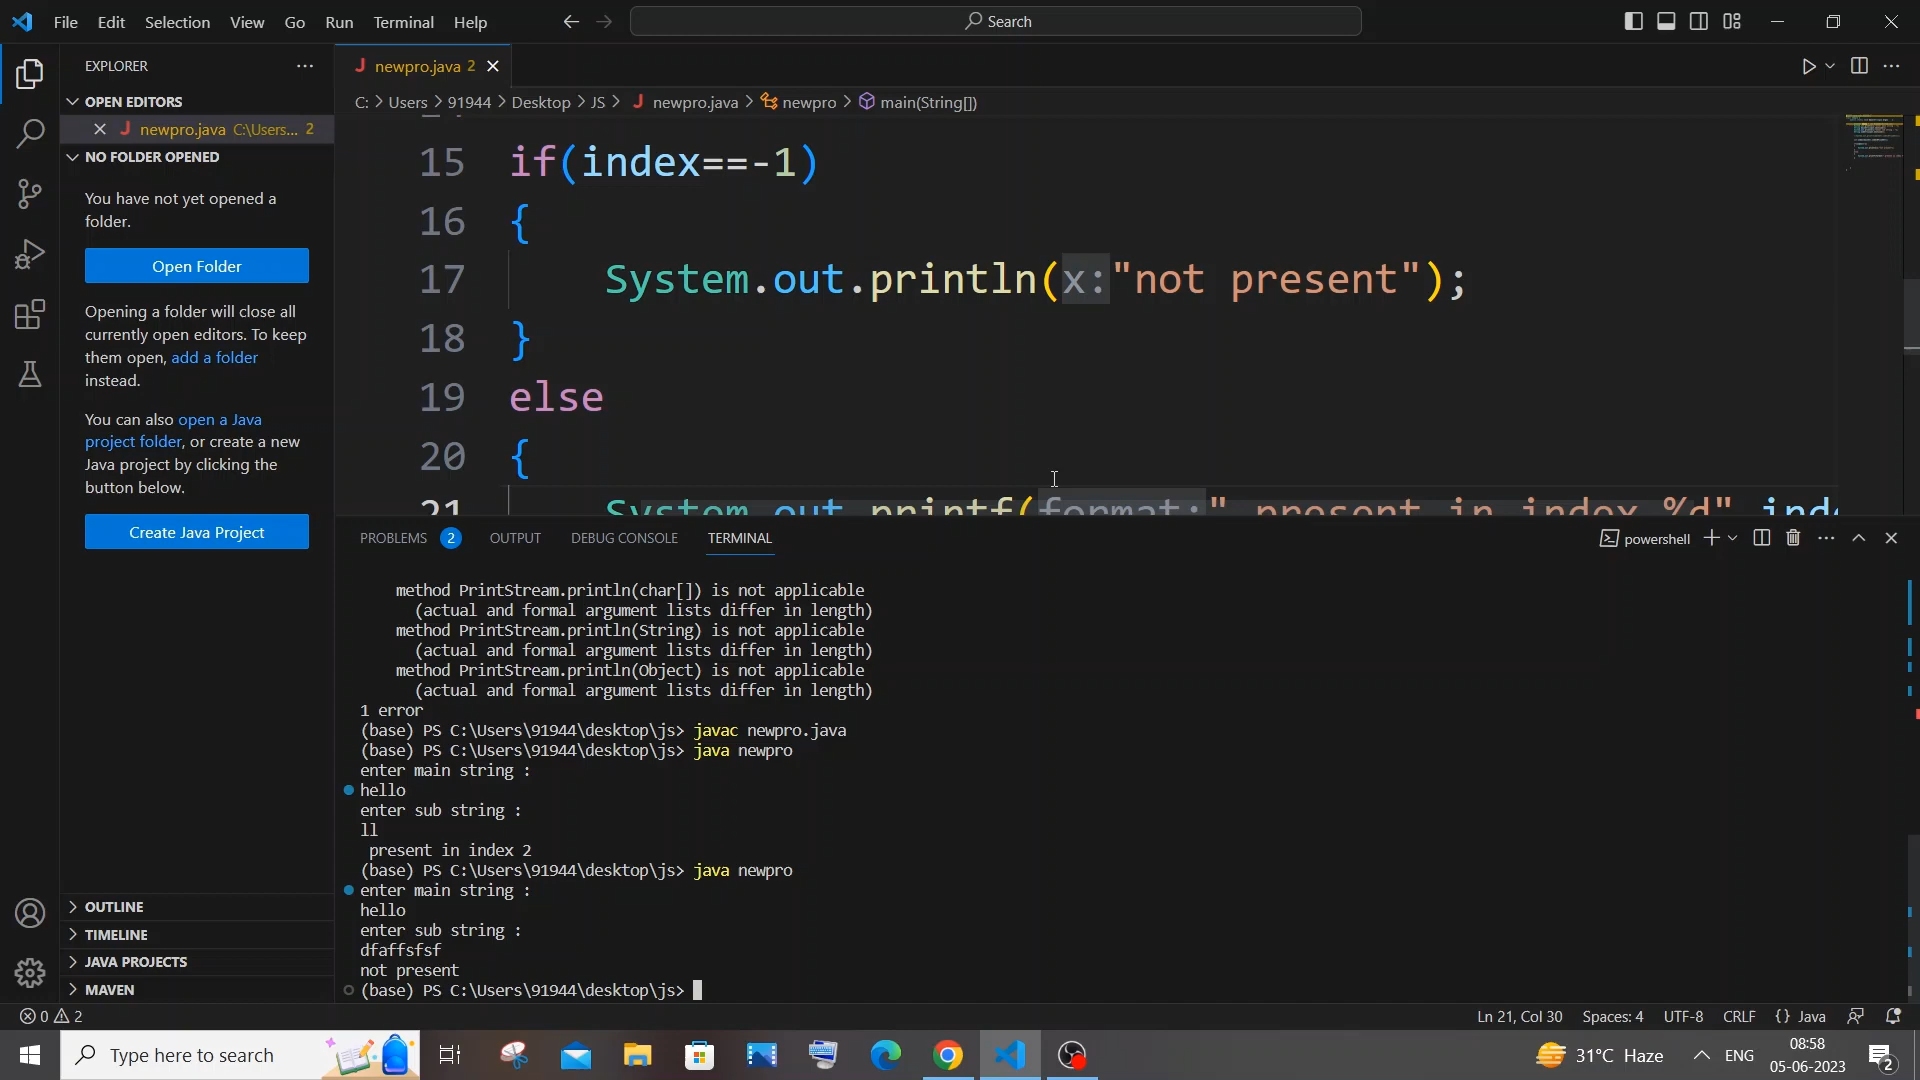 File Edit Selection View Go Run Terminal Help
Search
EXPLORER
newpro.java 2
OPEN EDITORS
newpro.java C:\Users... 2
C: > Users > 91944 > Desktop > JS > newpro.java > newpro > main(String[])
NO FOLDER OPENED
You have not yet opened a
folder.
Open Folder
Opening a folder will close all
currently open editors. To keep
them open, add a folder
instead.
You can also open a Java
project folder, or create a new
Java project by clicking the
button below.
Create Java Project
OUTLINE
TIMELINE
JAVA PROJECTS
MAVEN
15 if(index==-1)
16 {
17 System.out.println(x:"not present");
18 }
19 else
20 {
21 System.out.printf(format:" present in index %d",inde
PROBLEMS 2 OUTPUT DEBUG CONSOLE TERMINAL
powershell
method PrintStream.println(char[]) is not applicable
(actual and formal argument lists differ in length)
method PrintStream.println(String) is not applicable
(actual and formal argument lists differ in length)
method PrintStream.println(Object) is not applicable
(actual and formal argument lists differ in length)
1 error
(base) PS C:\Users\91944\desktop\js> javac newpro.java
(base) PS C:\Users\91944\desktop\js> java newpro
enter main string :
hello
enter sub string :
ll
present in index 2
(base) PS C:\Users\91944\desktop\js> java newpro
enter main string :
hello
enter sub string :
dfaffsfsf
not present
(base) PS C:\Users\91944\desktop\js>
0 2
Ln 21, Col 30 Spaces: 4 UTF-8 CRLF {} Java
Type here to search
31°C Haze
ENG
08:58
05-06-2023
2